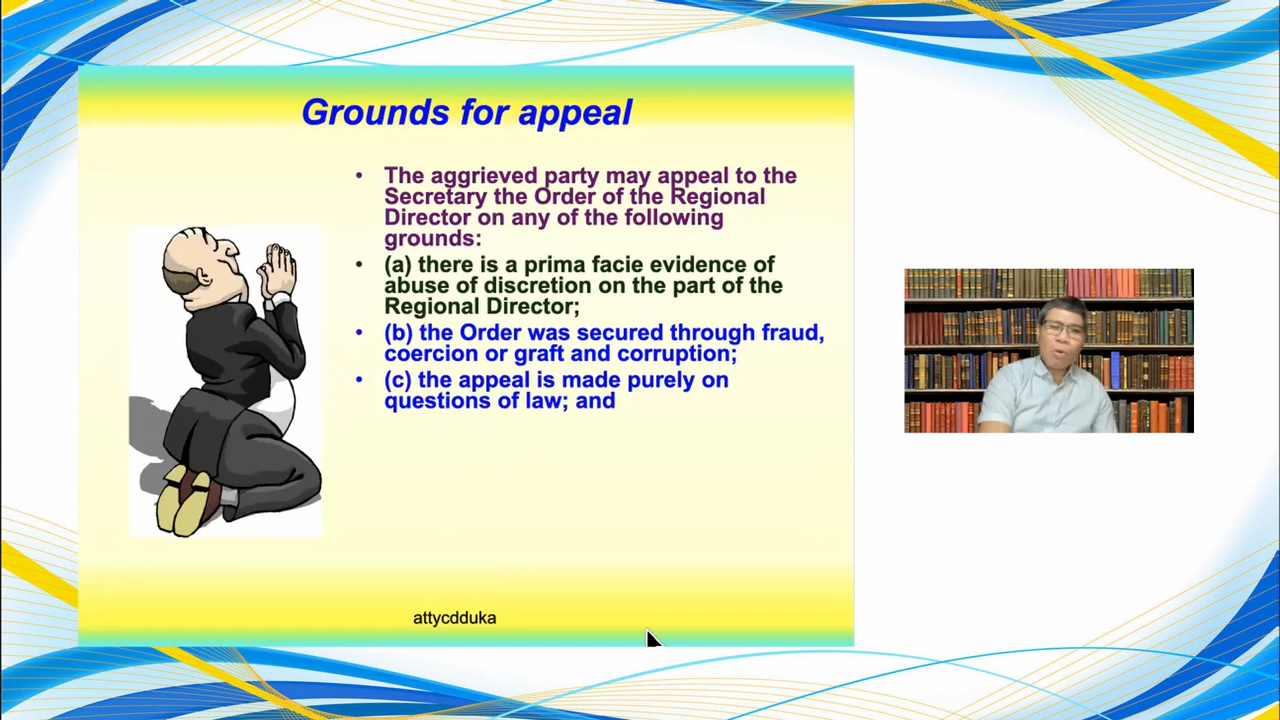 Grounds for appeal
• The aggrieved party may appeal to the
Secretary the Order of the Regional
Director on any of the following
grounds:
• (a) there is a prima facie evidence of
abuse of discretion on the part of the
Regional Director;
• (b) the Order was secured through fraud,
coercion or graft and corruption;
• (c) the appeal is made purely on
questions of law; and
attycdduka